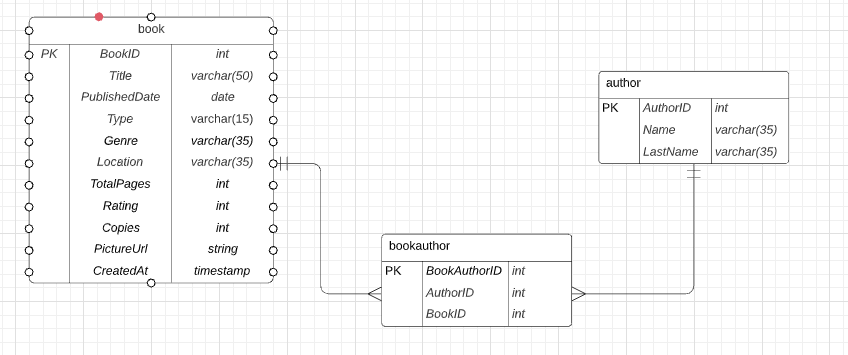 book
PK BookID int
Title varchar(50)
PublishedDate date
Type varchar(15)
Genre varchar(35)
Location varchar(35)
TotalPages int
Rating int
Copies int
PictureUrl string
CreatedAt timestamp
author
PK AuthorID int
Name varchar(35)
LastName varchar(35)
bookauthor
PK BookAuthorID int
AuthorID int
BookID int